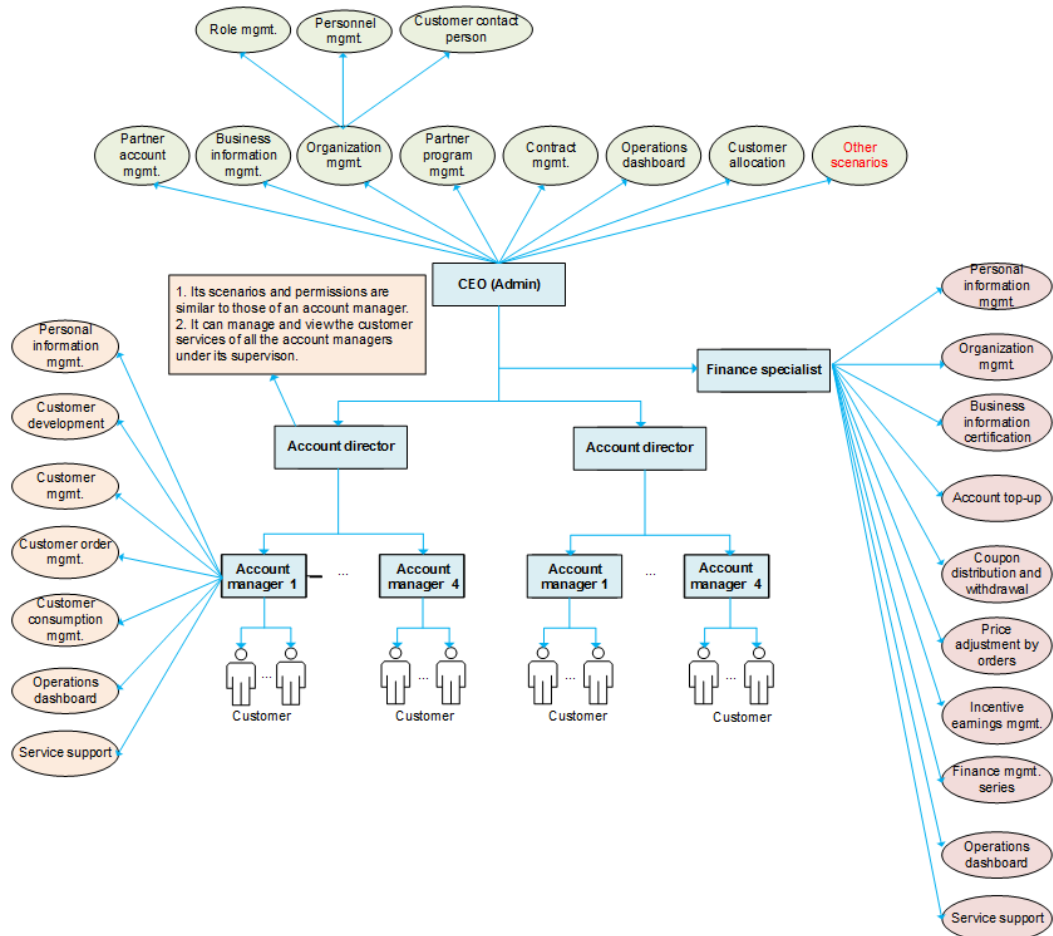 Role mgmt.
Personnel
mgmt.
Customer contact
person
Partner
account
mgmt.
Business
information
mgmt.
Organization
mgmt.
Partner
program
mgmt.
Contract
mgmt.
Operations
dashboard
Customer
allocation
Other
scenarios
CEO (Admin)
1. Its scenarios and permissions are
similar to those of an account manager.
2. It can manage and viewthe customer
services of all the account managers
under its supervison.
Finance specialist
Account director
Account director
Personal
information
mgmt.
Customer
development
Customer
mgmt.
Customer order
mgmt.
Customer
consumption
mgmt.
Operations
dashboard
Service support
Account
manager 1
...
Account
manager 4
Account
manager 1
...
Account
manager 4
...
Customer
...
Customer
...
Customer
...
Customer
Personal
information
mgmt.
Organization
mgmt.
Business
information
certification
Account top-up
Coupon
distribution and
withdrawal
Price
adjustment by
orders
Incentive
earnings mgmt.
Finance mgmt.
series
Operations
dashboard
Service support